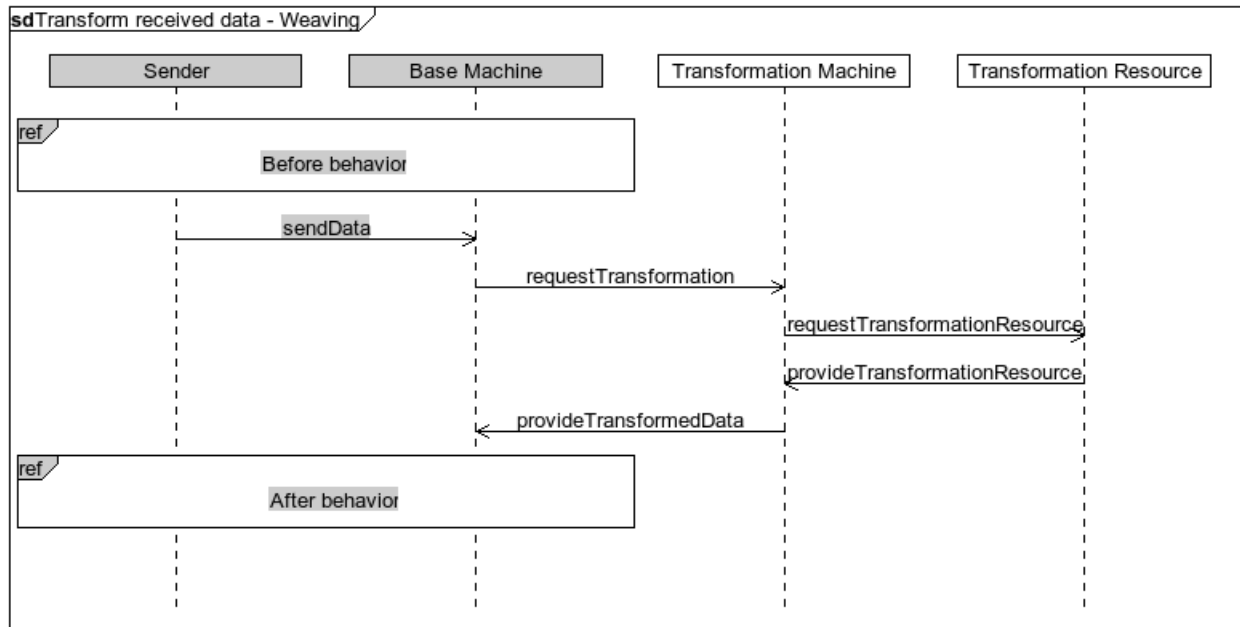 sdTransform received data - Weaving
Sender
Base Machine
Transformation Machine
Transformation Resource
ref
Before behavior
sendData
requestTransformation
requestTransformationResource
provideTransformationResource
provideTransformedData
ref
After behavior